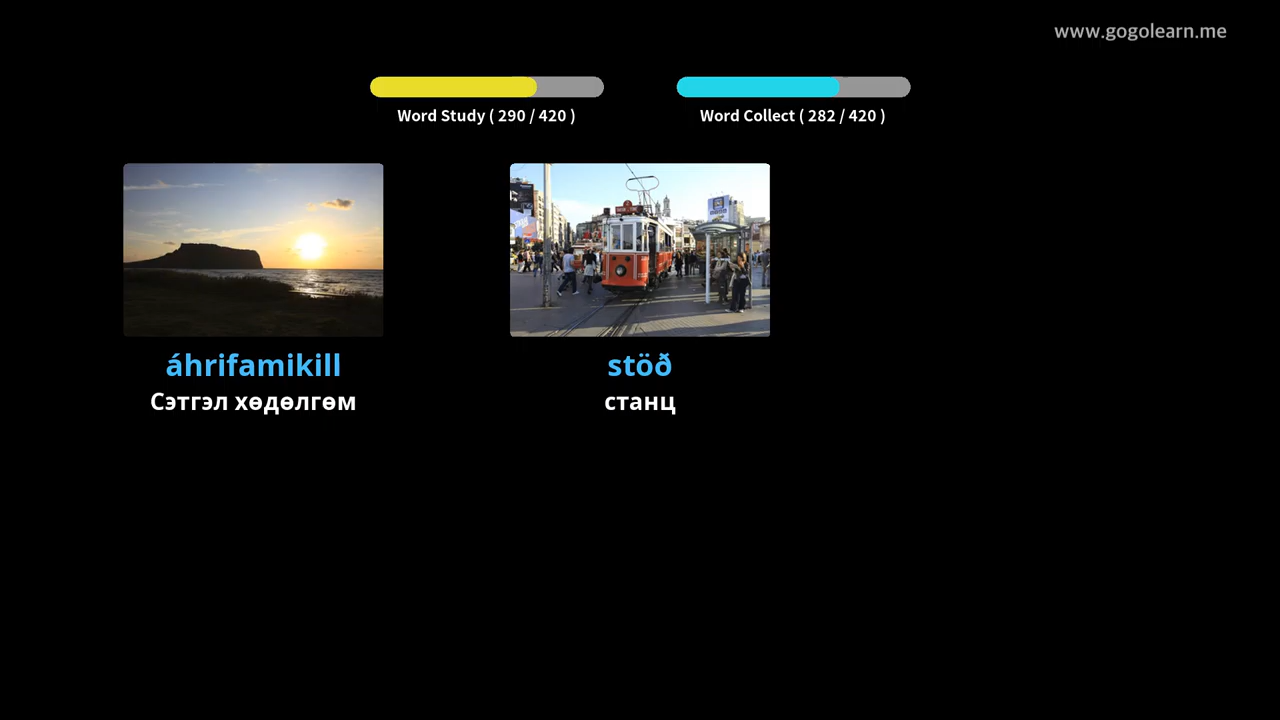 www.gogolearn.me
Word Study ( 290 / 420 )
Word Collect ( 282 / 420 )
áhrifamikill
Сэтгэл хөдөлгөм
stöð
станц